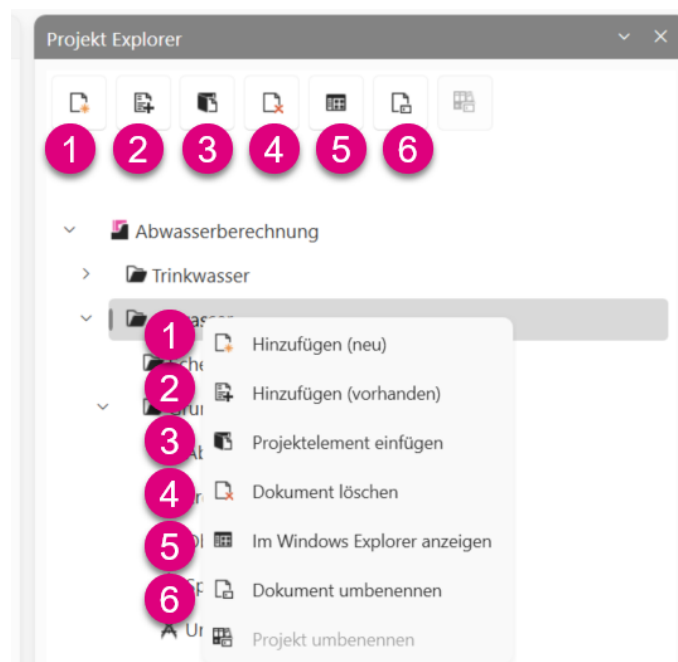 Projekt Explorer
1 2 3 4 5 6
Abwasserberechnung
Trinkwasser
1 Hinzufügen (neu)
2 Hinzufügen (vorhanden)
3 Projektelement einfügen
4 Dokument löschen
5 Im Windows Explorer anzeigen
6 Dokument umbenennen
Projekt umbenennen